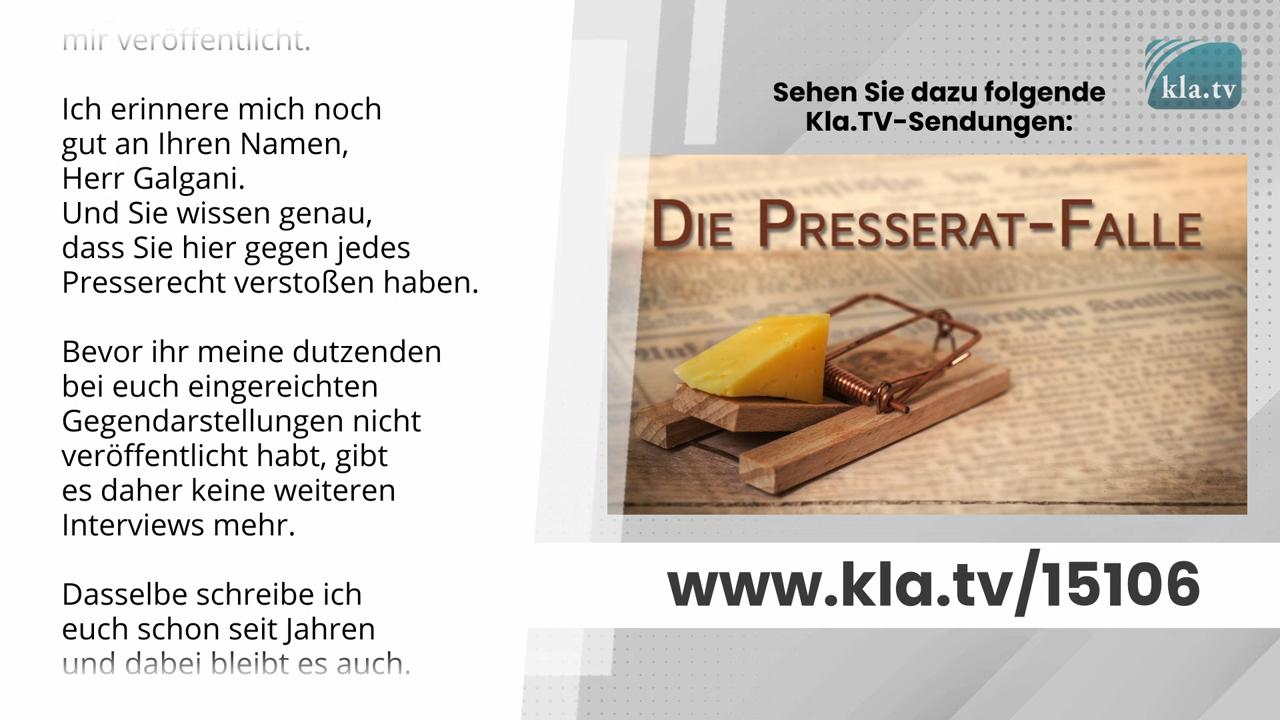 mir veröffentlicht.
Ich erinnere mich noch
gut an Ihren Namen,
Herr Galgani.
Und Sie wissen genau,
dass Sie hier gegen jedes
Presserecht verstoßen haben.
Bevor ihr meine dutzenden
bei euch eingereichten
Gegendarstellungen nicht
veröffentlicht habt, gibt
es daher keine weiteren
Interviews mehr.
Dasselbe schreibe ich
euch schon seit Jahren
und dabei bleibt es auch.
kla.tv
Sehen Sie dazu folgende
Kla.TV-Sendungen:
Die Presserat-Falle
www.kla.tv/15106